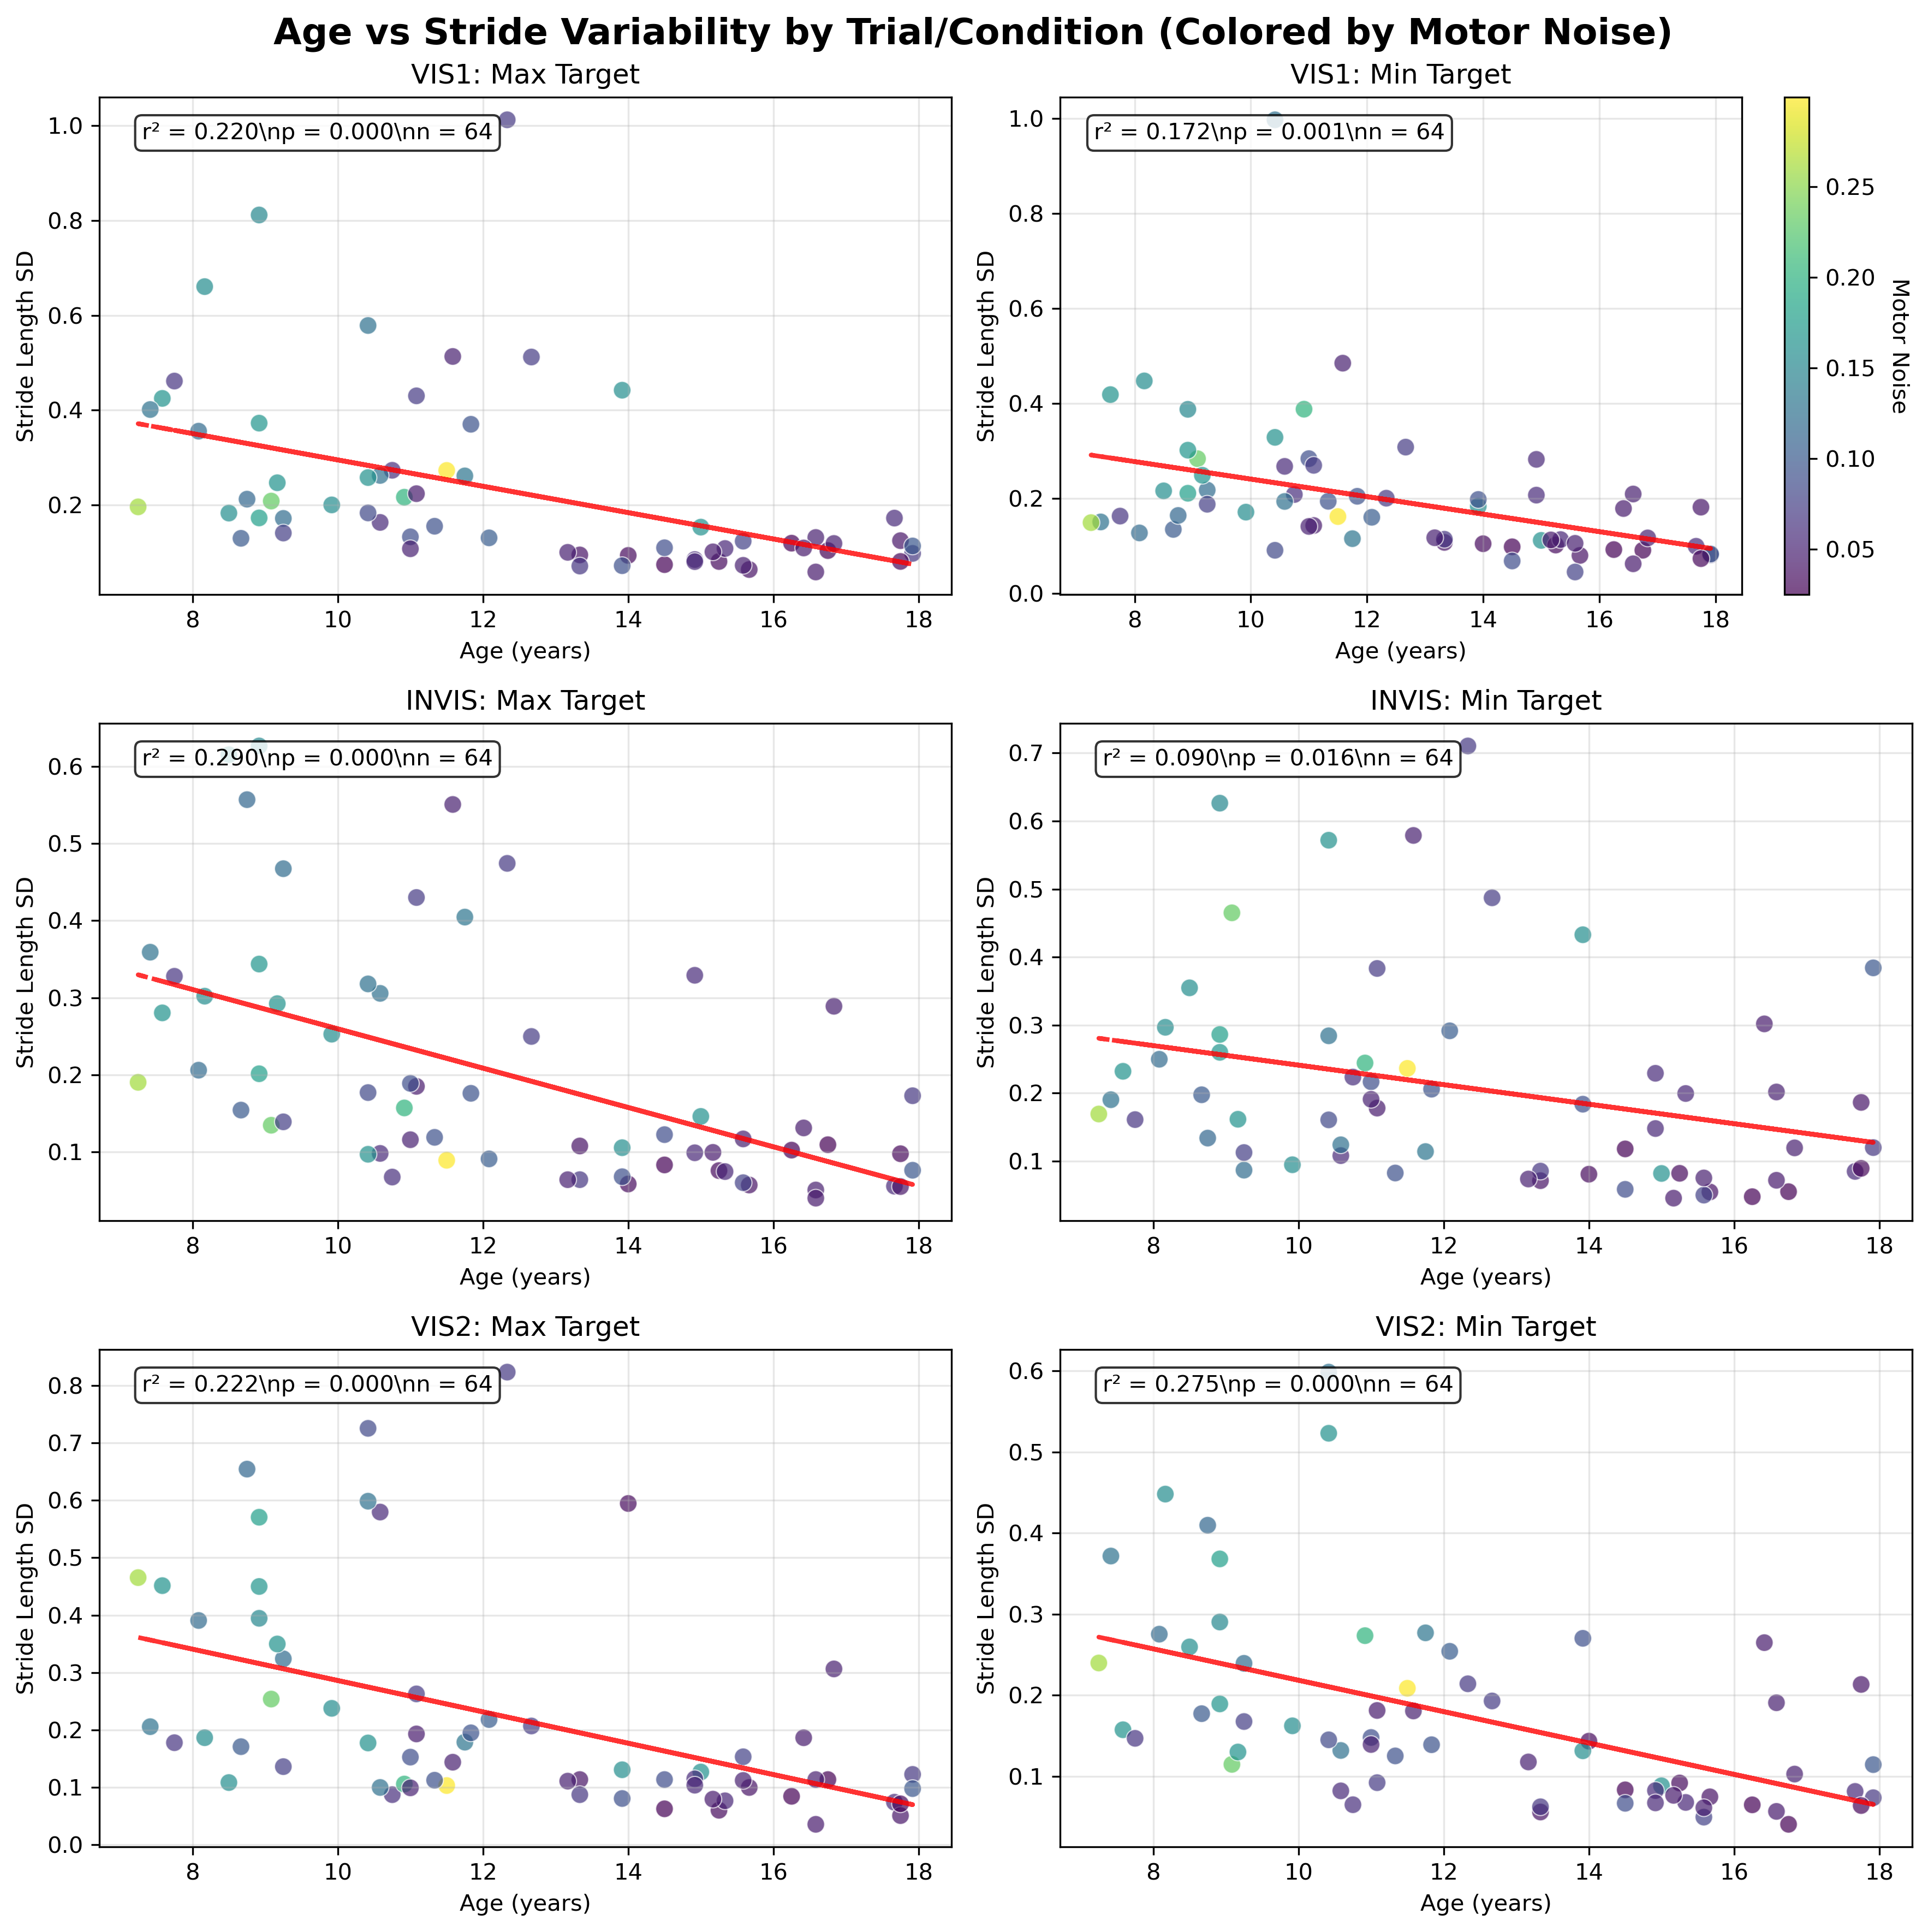 Age vs Stride Variability by Trial/Condition (Colored by Motor Noise)
VIS1: Max Target
r² = 0.220\np = 0.000\nn = 64
1.0
0.8
0.6
0.4
0.2
Stride Length SD
8 10 12 14 16 18
Age (years)
VIS1: Min Target
r² = 0.172\np = 0.001\nn = 64
1.0
0.8
0.6
0.4
0.2
0.0
Stride Length SD
8 10 12 14 16 18
Age (years)
0.25
0.20
0.15
0.10
0.05
Motor Noise
INVIS: Max Target
r² = 0.290\np = 0.000\nn = 64
0.6
0.5
0.4
0.3
0.2
0.1
Stride Length SD
8 10 12 14 16 18
Age (years)
INVIS: Min Target
r² = 0.090\np = 0.016\nn = 64
0.7
0.6
0.5
0.4
0.3
0.2
0.1
Stride Length SD
8 10 12 14 16 18
Age (years)
VIS2: Max Target
r² = 0.222\np = 0.000\nn = 64
0.8
0.7
0.6
0.5
0.4
0.3
0.2
0.1
0.0
Stride Length SD
8 10 12 14 16 18
Age (years)
VIS2: Min Target
r² = 0.275\np = 0.000\nn = 64
0.6
0.5
0.4
0.3
0.2
0.1
Stride Length SD
8 10 12 14 16 18
Age (years)